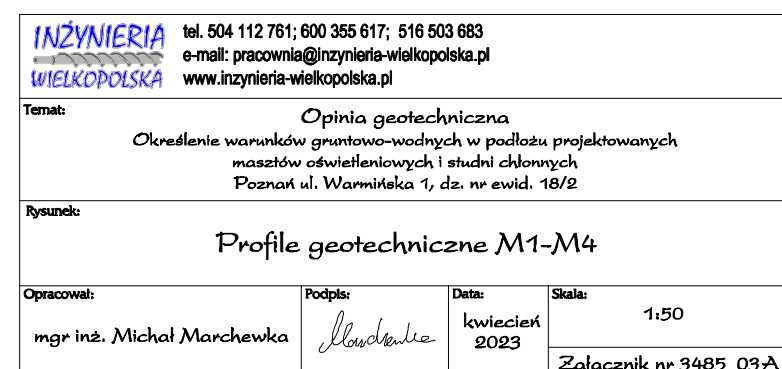 INŻYNIERIA
WIELKOPOLSKA
tel. 504 112 761; 600 355 617; 516 503 683
e-mail: pracownia@inzynieria-wielkopolska.pl
www.inzynieria-wielkopolska.pl
Temat:
Opinia geotechniczna
Określenie warunków gruntowo-wodnych w podłożu projektowanych
masztów oświetleniowych i studni chłonnych
Poznań ul. Warmińska 1, dz. nr ewid. 18/2
Rysunek:
Profile geotechniczne M1-M4
Opracował:
mgr inż. Michał Marchewka
Podpis:
Marchewka
Data:
kwiecień
2023
Skala:
1:50
Załącznik nr 3485_03A